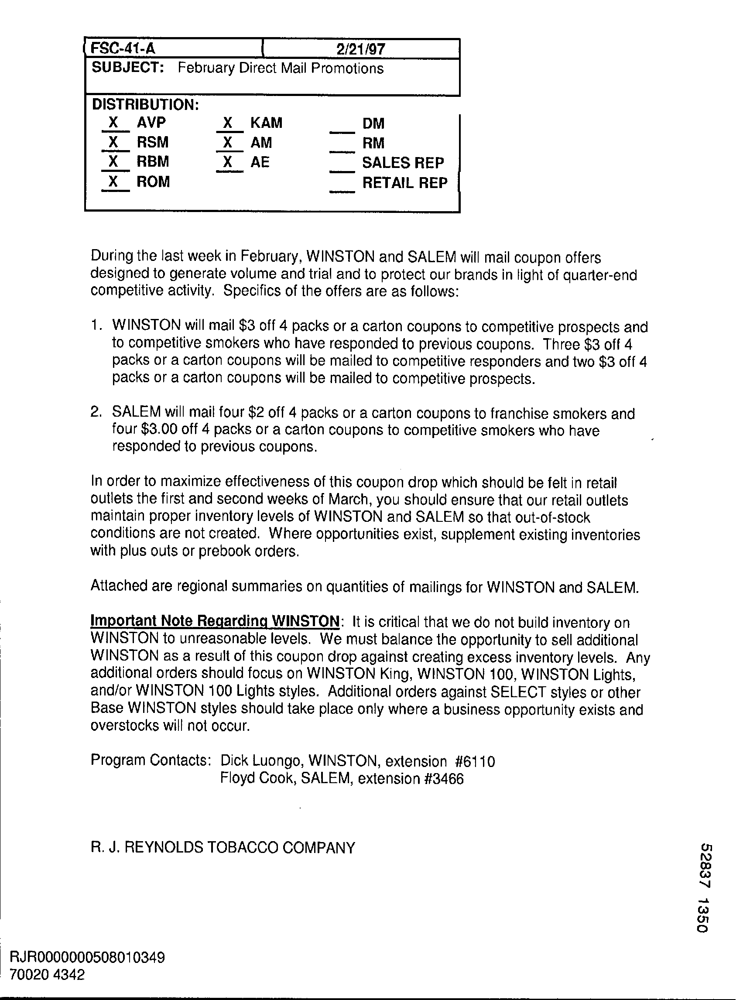 FSC-41-A 2/21/97
SUBJECT: February Direct Mail Promotions
DISTRIBUTION:
X AVP X KAM ___ DM
X RSM X AM ___ RM
X RBM X AE ___ SALES REP
X ROM ___ RETAIL REP
During the last week in February, WINSTON and SALEM will mail coupon offers
designed to generate volume and trial and to protect our brands in light of quarter-end
competitive activity. Specifics of the offers are as follows:
1. WINSTON will mail $3 off 4 packs or a carton coupons to competitive prospects and
to competitive smokers who have responded to previous coupons. Three $3 off 4
packs or a carton coupons will be mailed to competitive responders and two $3 off 4
packs or a carton coupons will be mailed to competitive prospects.
2. SALEM will mail four $2 off 4 packs or a carton coupons to franchise smokers and
four $3.00 off 4 packs or a carton coupons to competitive smokers who have
responded to previous coupons.
In order to maximize effectiveness of this coupon drop which should be felt in retail
outlets the first and second weeks of March, you should ensure that our retail outlets
maintain proper inventory levels of WINSTON and SALEM so that out-of-stock
conditions are not created. Where opportunities exist, supplement existing inventories
with plus outs or prebook orders.
Attached are regional summaries on quantities of mailings for WINSTON and SALEM.
Important Note Regarding WINSTON: It is critical that we do not build inventory on
WINSTON to unreasonable levels. We must balance the opportunity to sell additional
WINSTON as a result of this coupon drop against creating excess inventory levels. Any
additional orders should focus on WINSTON King, WINSTON 100, WINSTON Lights,
and/or WINSTON 100 Lights styles. Additional orders against SELECT styles or other
Base WINSTON styles should take place only where a business opportunity exists and
overstocks will not occur.
Program Contacts: Dick Luongo, WINSTON, extension #6110
Floyd Cook, SALEM, extension #3466
R. J. REYNOLDS TOBACCO COMPANY
52837 1350
RJR0000000508010349
70020 4342